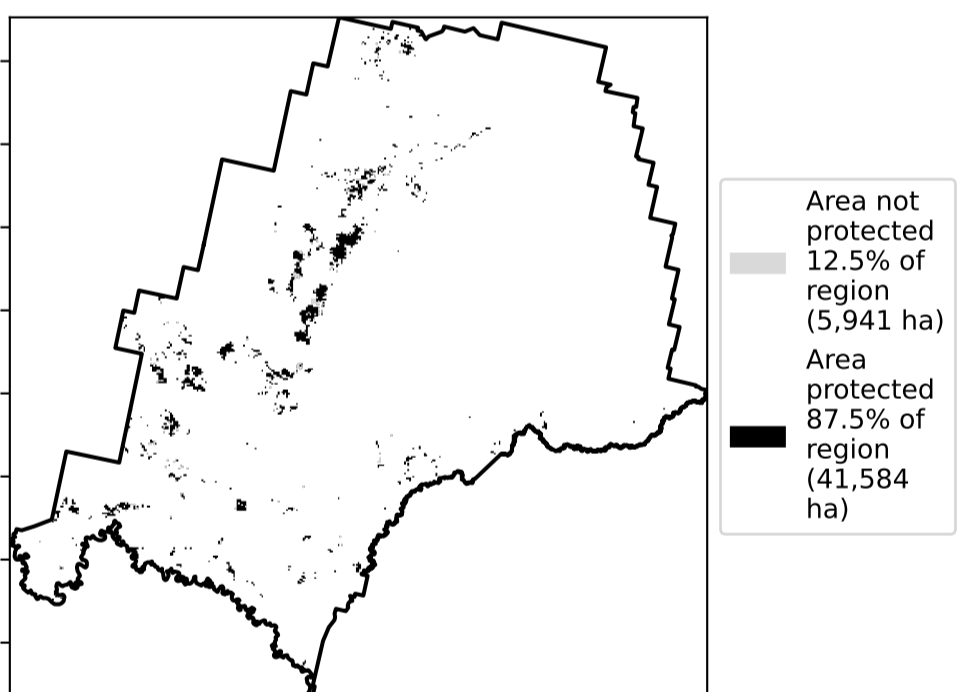 Area not
protected
12.5% of
region
(5,941 ha)
Area
protected
87.5% of
region
(41,584
ha)